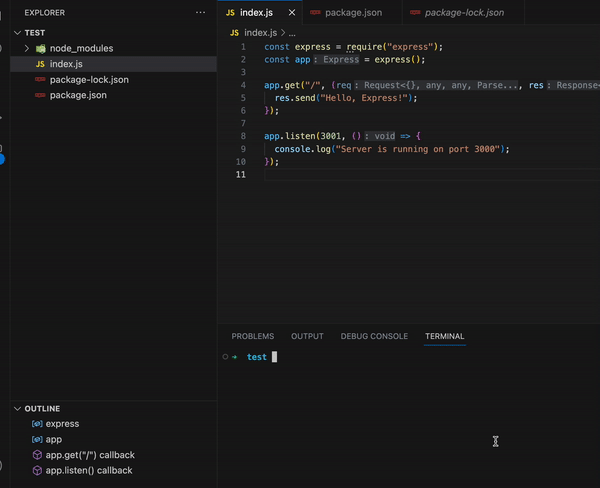 EXPLORER ...
TEST
node_modules
JS index.js
package-lock.json
package.json
OUTLINE
express
app
app.get("/") callback
app.listen() callback
JS index.js package.json package-lock.json
JS index.js > ...
1 const express = require("express");
2 const app: Express = express();
3
4 app.get("/", (req: Request<{}, any, any, Parse..., res: Response<
5 res.send("Hello, Express!");
6 });
7
8 app.listen(3001, (): void => {
9 console.log("Server is running on port 3000");
10 });
11
PROBLEMS OUTPUT DEBUG CONSOLE TERMINAL
test